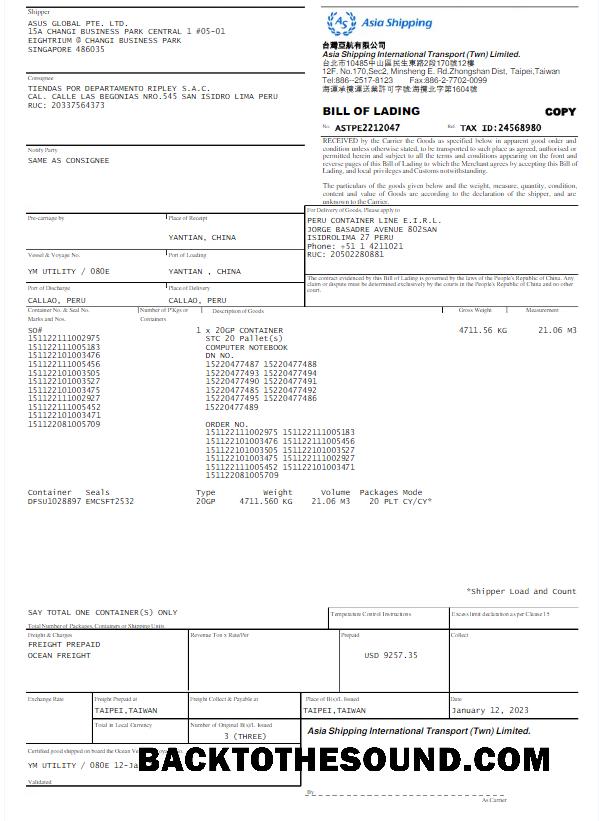 Shipper
ASUS GLOBAL PTE. LTD.
15A CHANGI BUSINESS PARK CENTRAL 1 #05-01
EIGHTRIUM @ CHANGI BUSINESS PARK
SINGAPORE 486035
Asia Shipping
台灣亞航有限公司
Asia Shipping International Transport (Twn) Limited.
台北市10485中山區民生東路2段170號12樓
12F. No.170,Sec2, Minsheng E. Rd.Zhongshan Dist, Taipei,Taiwan
Tel:886--2517-8123 Fax:886-2-7702-0099
海運承攬運送業許可字號:海攬北字第1604號
Consignee
TIENDAS POR DEPARTAMENTO RIPLEY S.A.C.
CAL. CALLE LAS BEGONIAS NRO.545 SAN ISIDRO LIMA PERU
RUC: 20337564373
BILL OF LADING COPY
No. ASTPE2212047 Ref. TAX ID:24568980
Notify Party
SAME AS CONSIGNEE
RECEIVED by the Carrier the Goods as specified below in apparent good order and
condition unless otherwise stated, to be transported to such place as agreed, authorised or
permitted herein and subject to all the terms and conditions appearing on the front and
reverse pages of this Bill of Lading to which the Merchant agrees by accepting this Bill of
Lading, and local privileges and Customs notwithstanding.
The particulars of the goods given below and the weight, measure, quantity, condition,
content and value of Goods are according to the declaration of the shipper, and are
unknown to the Carrier.
Pre-carriage by Place of Receipt
YANTIAN, CHINA
For Delivery of Goods, Please apply to
PERU CONTAINER LINE E.I.R.L.
JORGE BASADRE AVENUE 802SAN
ISIDROLIMA 27 PERU
Phone: +51 1 4211021
RUC: 20502280881
Vessel & Voyage No. Port of Loading
YM UTILITY / 080E YANTIAN , CHINA
Port of Discharge Place of Delivery
CALLAO, PERU CALLAO, PERU
The contract evidenced by this Bill of Lading is governed by the laws of the People's Republic of China. Any
claim or dispute must be determined exclusively by the courts in the People's Republic of China and no other
court.
Container No. & Seal No. Number of P'Kgs or Description of Goods Gross Weight Measurement
Marks and Nos. Containers
SO# 1 x 20GP CONTAINER 4711.56 KG 21.06 M3
151122111002975 STC 20 Pallet(s)
151122111005183 COMPUTER NOTEBOOK
151122101003476 DN NO.
151122111005456 15220477487 15220477488
151122101003505 15220477493 15220477494
151122101003527 15220477490 15220477491
151122101003475 15220477485 15220477492
151122111002927 15220477495 15220477486
151122111005452 15220477489
151122101003471
151122081005709 ORDER NO.
151122111002975 151122111005183
151122101003476 151122111005456
151122101003505 151122101003527
151122101003475 151122111002927
151122111005452 151122101003471
151122081005709
Container Seals Type Weight Volume Packages Mode
DFSU1028897 EMCSFT2532 20GP 4711.560 KG 21.06 M3 20 PLT CY/CY*
*Shipper Load and Count
SAY TOTAL ONE CONTAINER(S) ONLY
Total Number of Packages, Containers or Shipping Units
Temperature Control Instructions Excess limit declaration as per Clause 15
Freight & Charges Revenue Ton x Rate/Per Prepaid Collect
FREIGHT PREPAID
OCEAN FREIGHT USD 9257.35
Exchange Rate Freight Prepaid at Freight Collect & Payable at Place of B(s)/L Issued Date
TAIPEI,TAIWAN TAIPEI,TAIWAN January 12, 2023
Total in Local Currency Number of Original B(s)/L Issued
3 (THREE)
Asia Shipping International Transport (Twn) Limited.
Certified good shipped on board the Ocean
YM UTILITY / 080E 12-Ja
BACKTOTHESOUND.COM
Validated
By
As Carrier